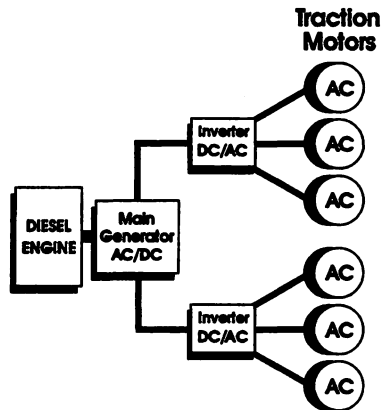 Traction
Motors
AC
Inverter
DC/AC
AC
AC
DIESEL
ENGINE
Main
Generator
AC/DC
AC
Inverter
DC/AC
AC
AC